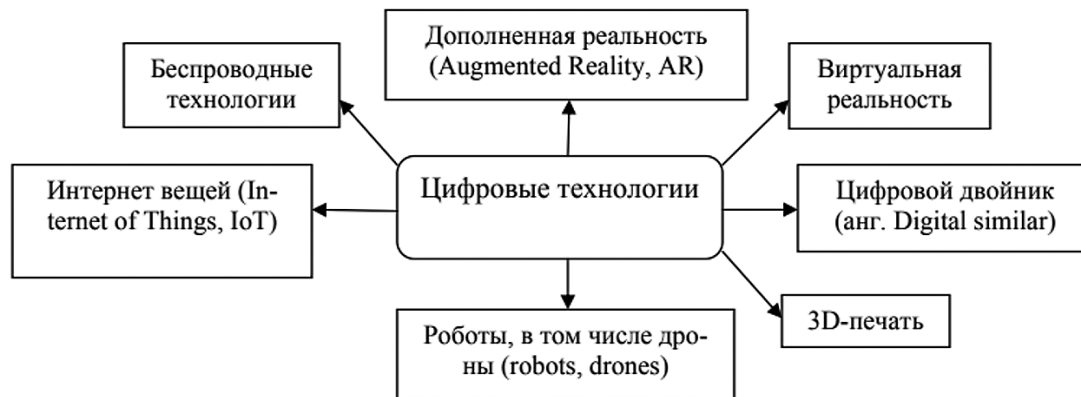 Дополненная реальность
(Augmented Reality, AR)
Беспроводные
технологии
Виртуальная
реальность
Интернет вещей (In-
ternet of Things, IoT)
Цифровые технологии
Цифровой двойник
(анг. Digital similar)
Роботы, в том числе дро-
ны (robots, drones)
3D-печать